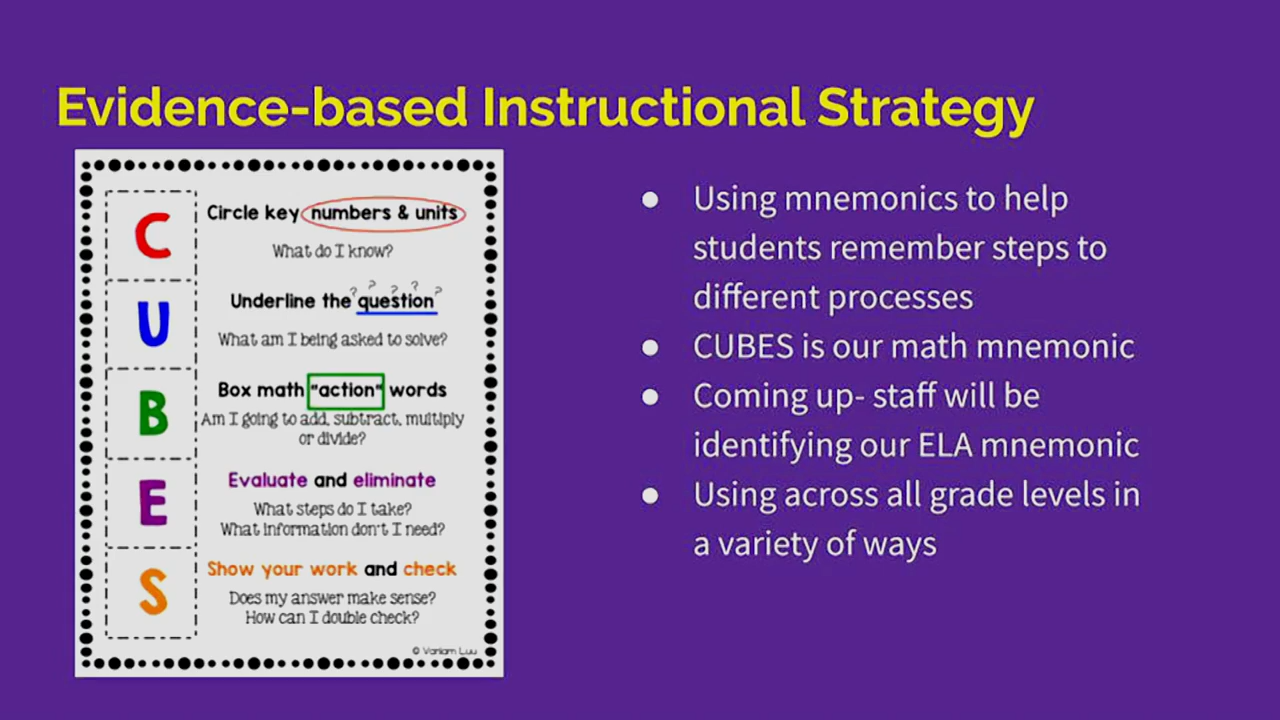 Evidence-based Instructional Strategy
C
Circle key numbers & units
What do I know?
U
Underline the question
? ? ? ? ?
What am I being asked to solve?
B
Box math "action" words
Am I going to add, subtract, multiply
or divide?
E
Evaluate and eliminate
What steps do I take?
What information don't I need?
S
Show your work and check
Does my answer make sense?
How can I double check?
© Vaniam Luu
● Using mnemonics to help
students remember steps to
different processes
● CUBES is our math mnemonic
● Coming up- staff will be
identifying our ELA mnemonic
● Using across all grade levels in
a variety of ways